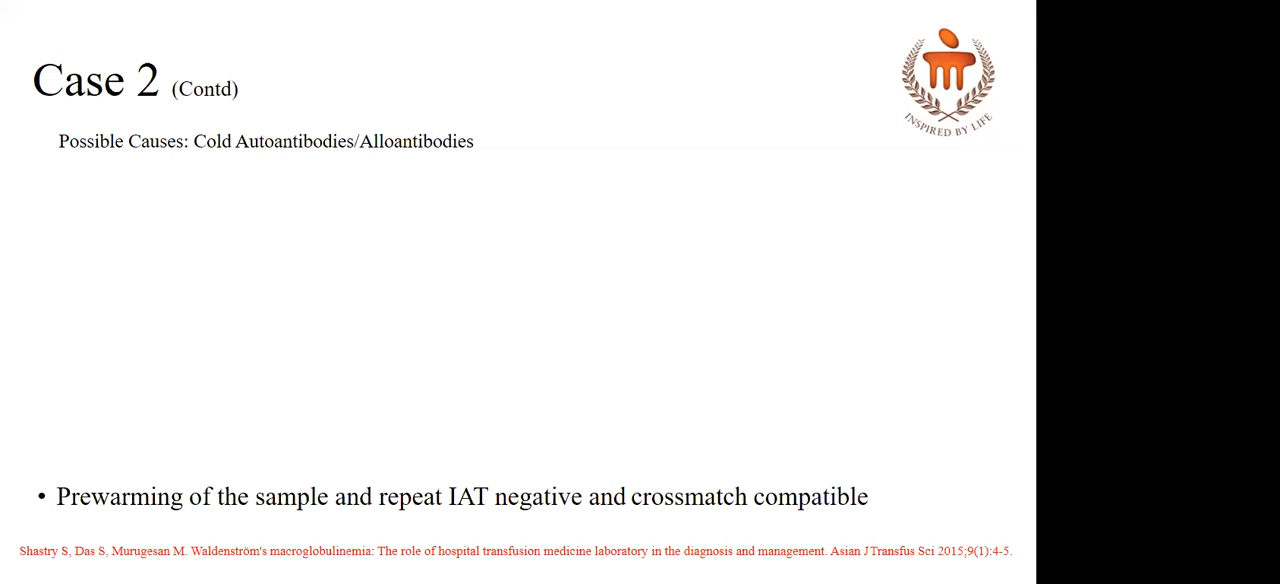 Case 2 (Contd)
INSPIRED BY LIFE
Possible Causes: Cold Autoantibodies/Alloantibodies
• Prewarming of the sample and repeat IAT negative and crossmatch compatible
Shastry S, Das S, Murugesan M. Waldenström's macroglobulinemia: The role of hospital transfusion medicine laboratory in the diagnosis and management. Asian J Transfus Sci 2015;9(1):4-5.